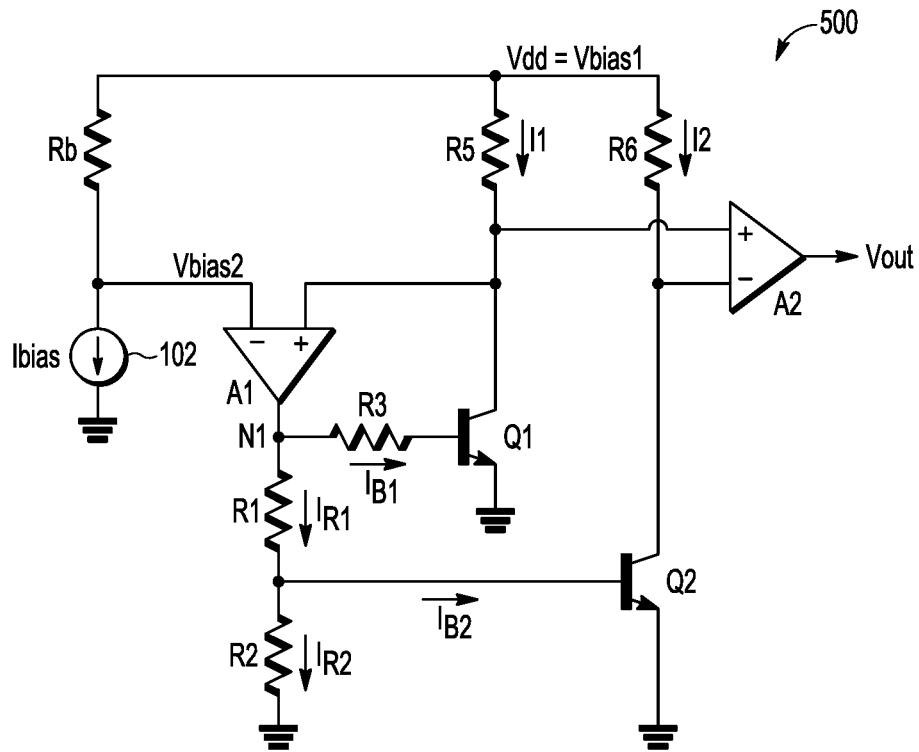 500
Vdd = Vbias1
Rb
R5
I1
R6
I2
Vbias2
+
−
Vout
A2
Ibias
102
−
+
A1
R3
N1
Q1
IB1
R1
IR1
Q2
IB2
R2
IR2